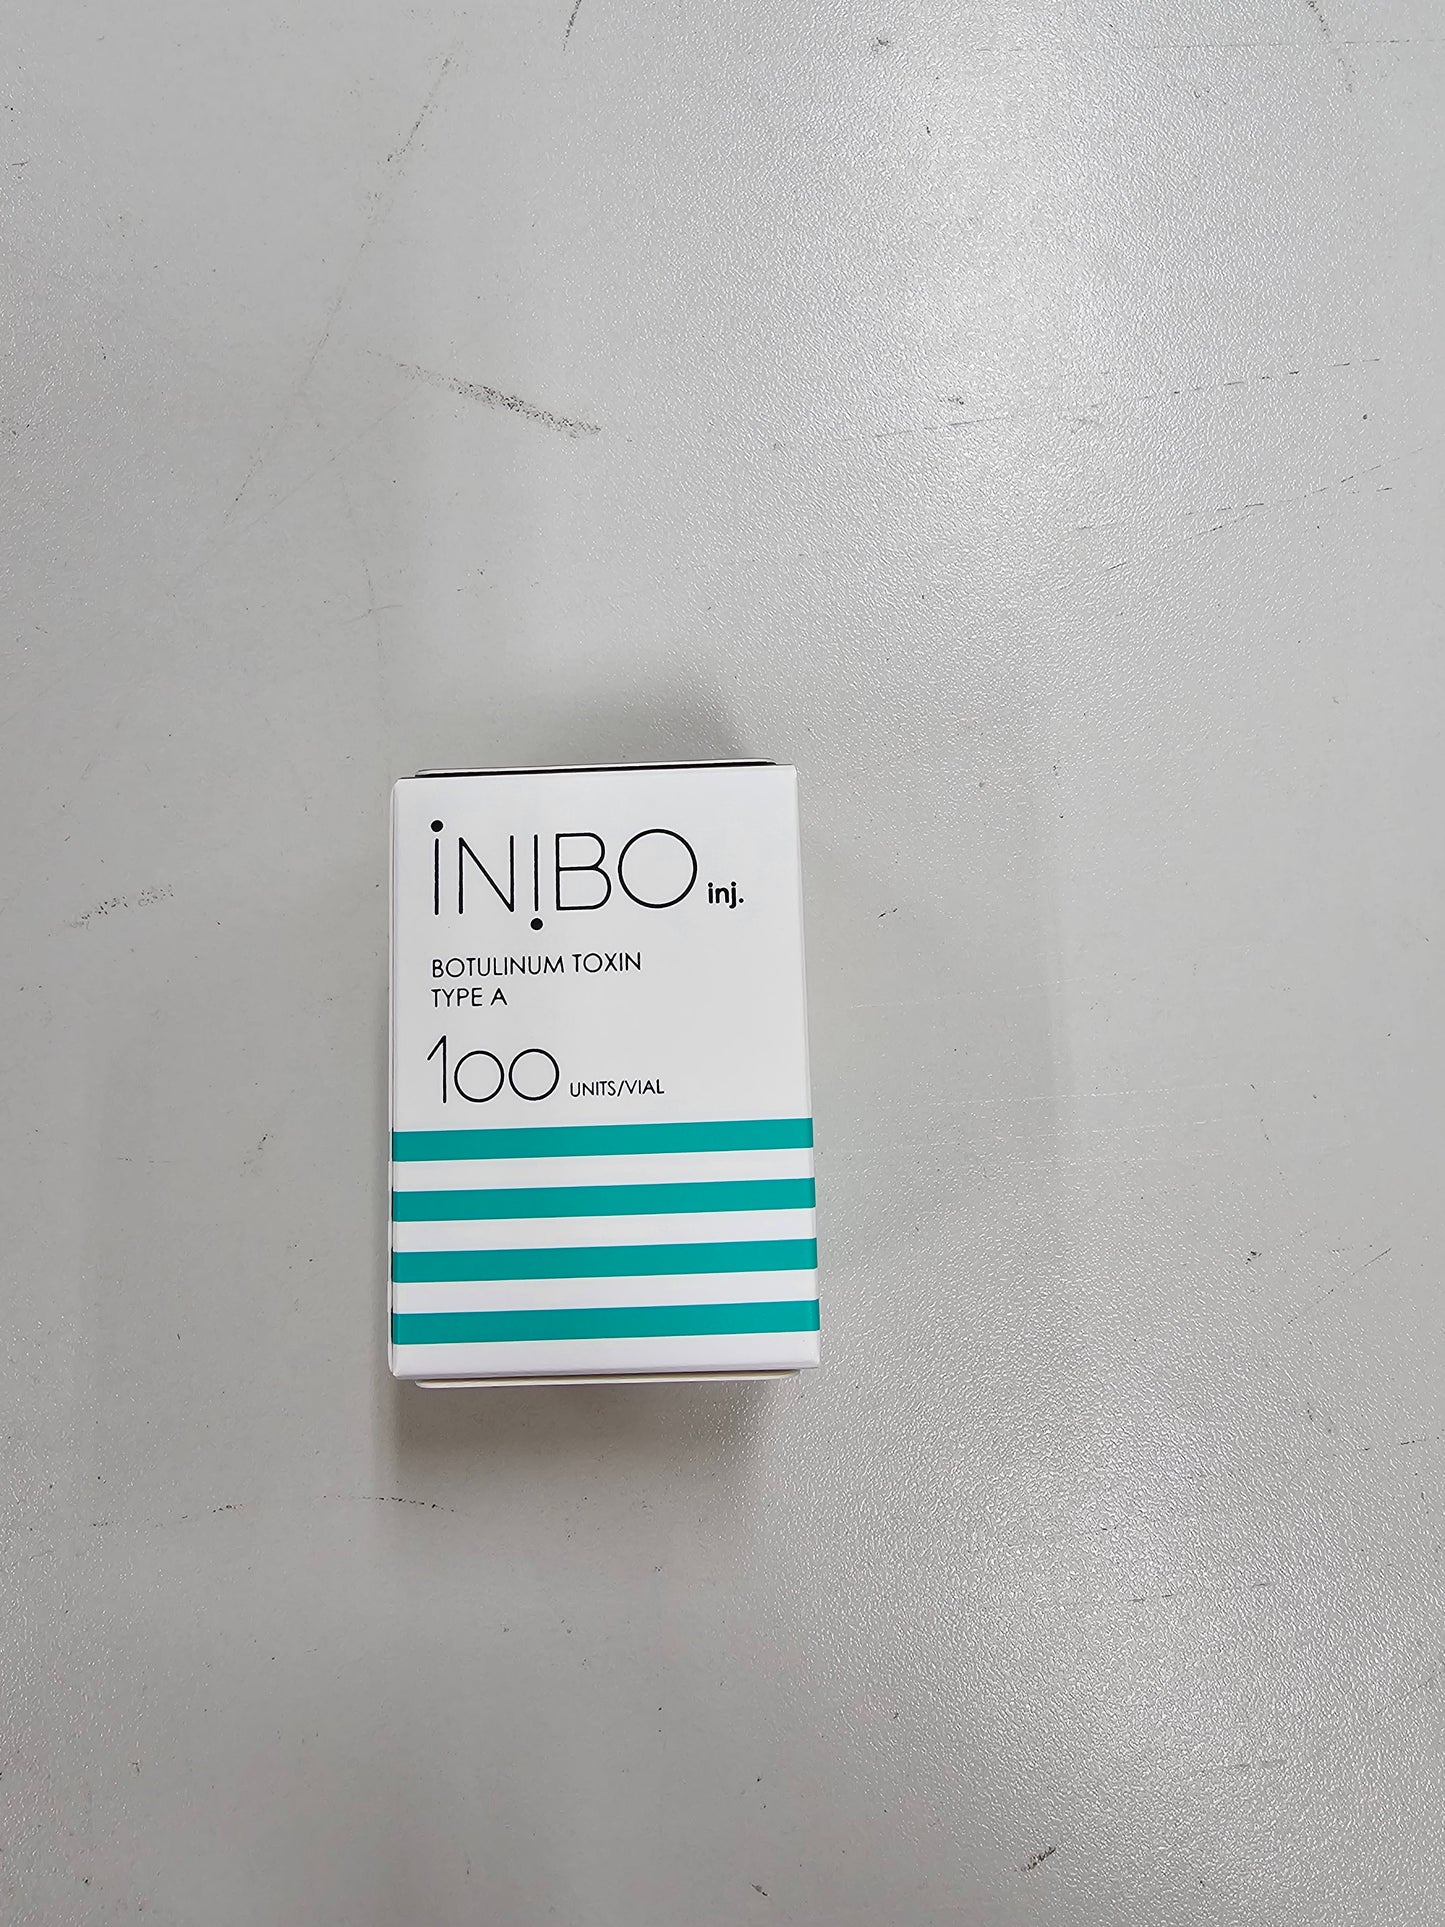 iNiBO inj.
BOTULINUM TOXIN
TYPE A
100 UNITS/VIAL